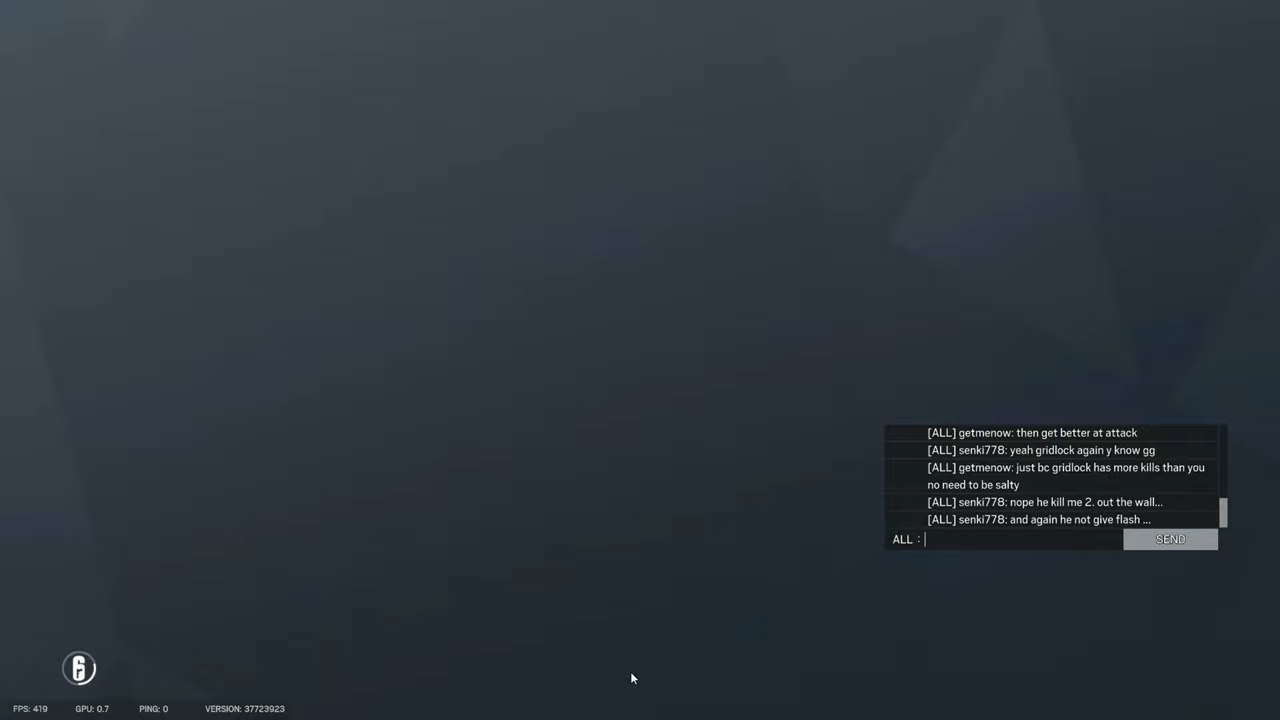 [ALL] getmenow: then get better at attack
[ALL] senki778: yeah gridlock again y know gg
[ALL] getmenow: just bc gridlock has more kills than you
no need to be salty
[ALL] senki778: nope he kill me 2. out the wall...
[ALL] senki778: and again he not give flash ...
ALL : SEND
6
FPS: 419 GPU: 0.7 PING: 0 VERSION: 37723923